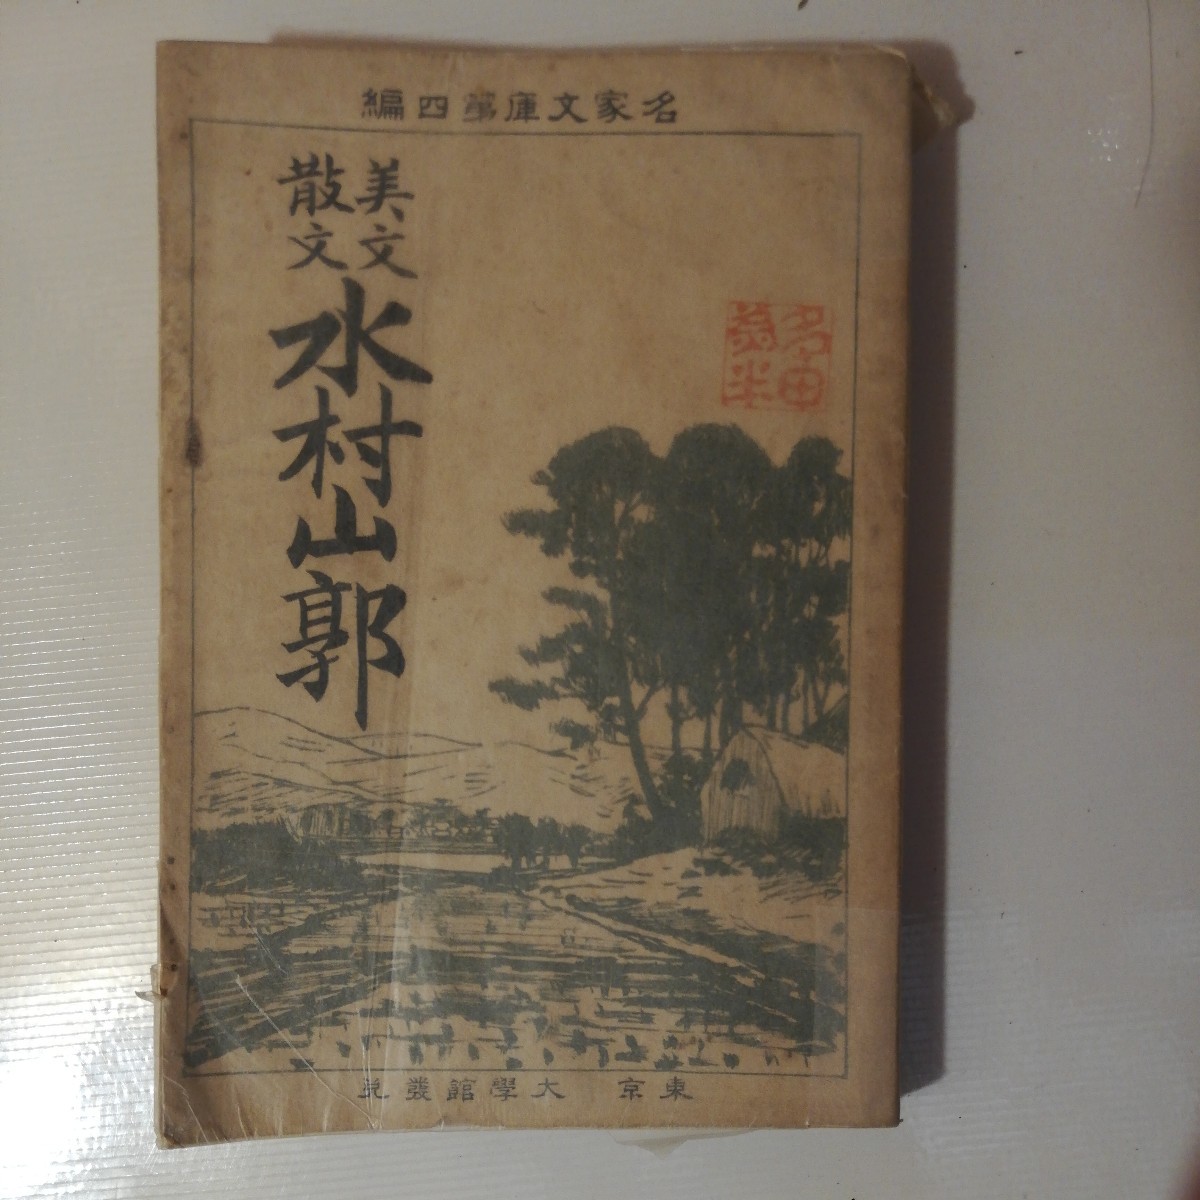 名家文庫第四編
美文
散文
水村山郭
東京 大學館發兌